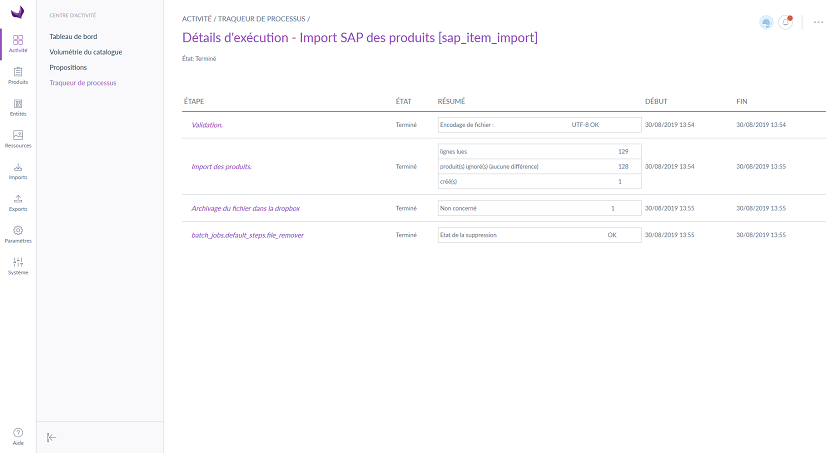 CENTRE D'ACTIVITÉ
Tableau de bord
Volumétrie du catalogue
Propositions
Traqueur de processus
Activité
Produits
Entités
Ressources
Imports
Exports
Paramètres
Système
Aide
ACTIVITÉ / TRAQUEUR DE PROCESSUS /
Détails d'exécution - Import SAP des produits [sap_item_import]
État: Terminé
ÉTAPE ÉTAT RÉSUMÉ DÉBUT FIN
Validation. Terminé Encodage de fichier : UTF-8 OK 30/08/2019 13:54 30/08/2019 13:54
lignes lues 129
Import des produits. Terminé produit(s) ignoré(s) (aucune différence) 128 30/08/2019 13:54 30/08/2019 13:55
créé(s) 1
Archivage du fichier dans la dropbox Terminé Non concerné 1 30/08/2019 13:55 30/08/2019 13:55
batch_jobs.default_steps.file_remover Terminé Etat de la suppression OK 30/08/2019 13:55 30/08/2019 13:55